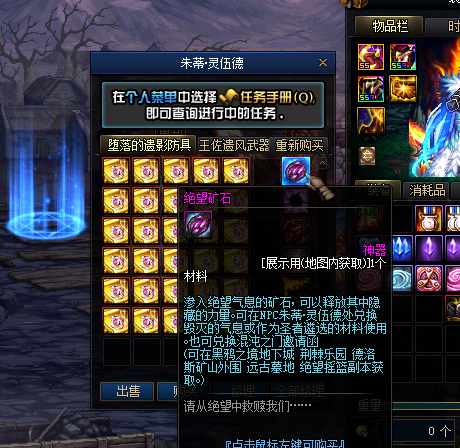 物品栏
时
朱蒂·灵伍德
在个人菜单中选择 任务手册(Q),
即可查询进行中的任务.
堕落的遗影防具 王佐遗风武器 重新购买
绝望矿石
消耗品
神器
[展示用(地图内获取)]1个
材料
渗入绝望气息的矿石, 可以释放其中隐
藏的力量。可在NPC朱蒂·灵伍德处兑换
毁灭的气息或作为圣者遴选的材料使用
。也可兑换混沌之门邀请函
(可在黑鸦之境地下城 荆棘乐园 德洛
斯矿山外围 远古墓地 绝望摇篮副本获
取。)
出售
请从绝望中救赎我们……
重量
0 个
『点击鼠标左键可购买』